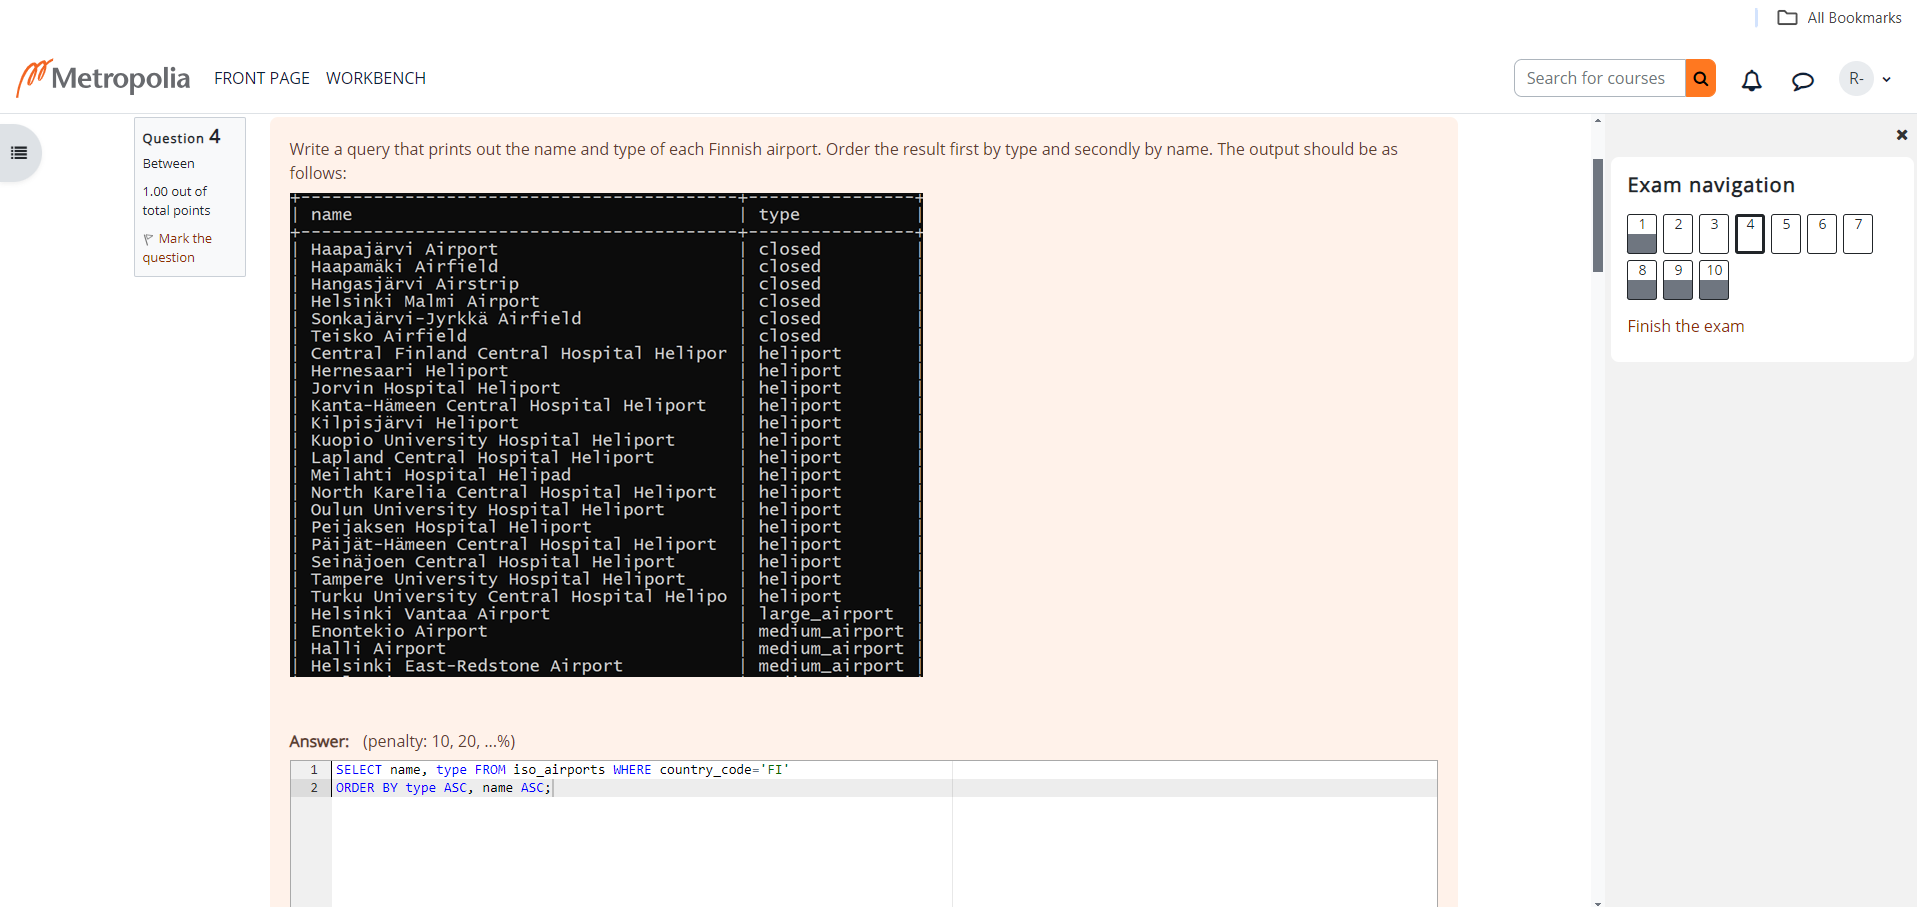 All Bookmarks
Metropolia FRONT PAGE WORKBENCH Search for courses R-
Question 4
Between
1.00 out of
total points
Mark the
question
Write a query that prints out the name and type of each Finnish airport. Order the result first by type and secondly by name. The output should be as
follows:
| name | type |
| Haapajärvi Airport | closed |
| Haapamäki Airfield | closed |
| Hangasjärvi Airstrip | closed |
| Helsinki Malmi Airport | closed |
| Sonkajärvi-Jyrkkä Airfield | closed |
| Teisko Airfield | closed |
| Central Finland Central Hospital Helipor | heliport |
| Hernesaari Heliport | heliport |
| Jorvin Hospital Heliport | heliport |
| Kanta-Hämeen Central Hospital Heliport | heliport |
| Kilpisjärvi Heliport | heliport |
| Kuopio University Hospital Heliport | heliport |
| Lapland Central Hospital Heliport | heliport |
| Meilahti Hospital Helipad | heliport |
| North Karelia Central Hospital Heliport | heliport |
| Oulun University Hospital Heliport | heliport |
| Peijaksen Hospital Heliport | heliport |
| Päijät-Hämeen Central Hospital Heliport | heliport |
| Seinäjoen Central Hospital Heliport | heliport |
| Tampere University Hospital Heliport | heliport |
| Turku University Central Hospital Helipo | heliport |
| Helsinki Vantaa Airport | large_airport |
| Enontekio Airport | medium_airport |
| Halli Airport | medium_airport |
| Helsinki East-Redstone Airport | medium_airport |
Answer: (penalty: 10, 20, ...%)
1 SELECT name, type FROM iso_airports WHERE country_code='FI'
2 ORDER BY type ASC, name ASC;
Exam navigation
1 2 3 4 5 6 7
8 9 10
Finish the exam